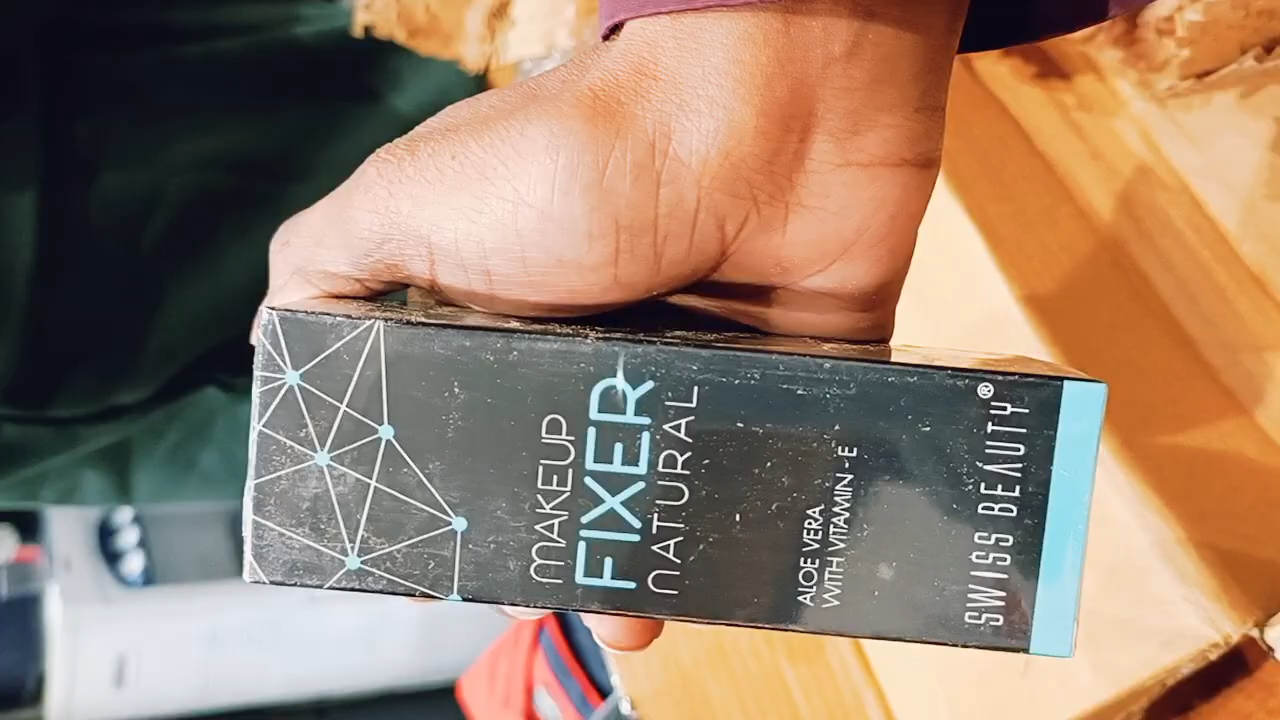 MAKEUP
FIXER
NATURAL
ALOE VERA
WITH VITAMIN-E
SWISS BEAUTY®